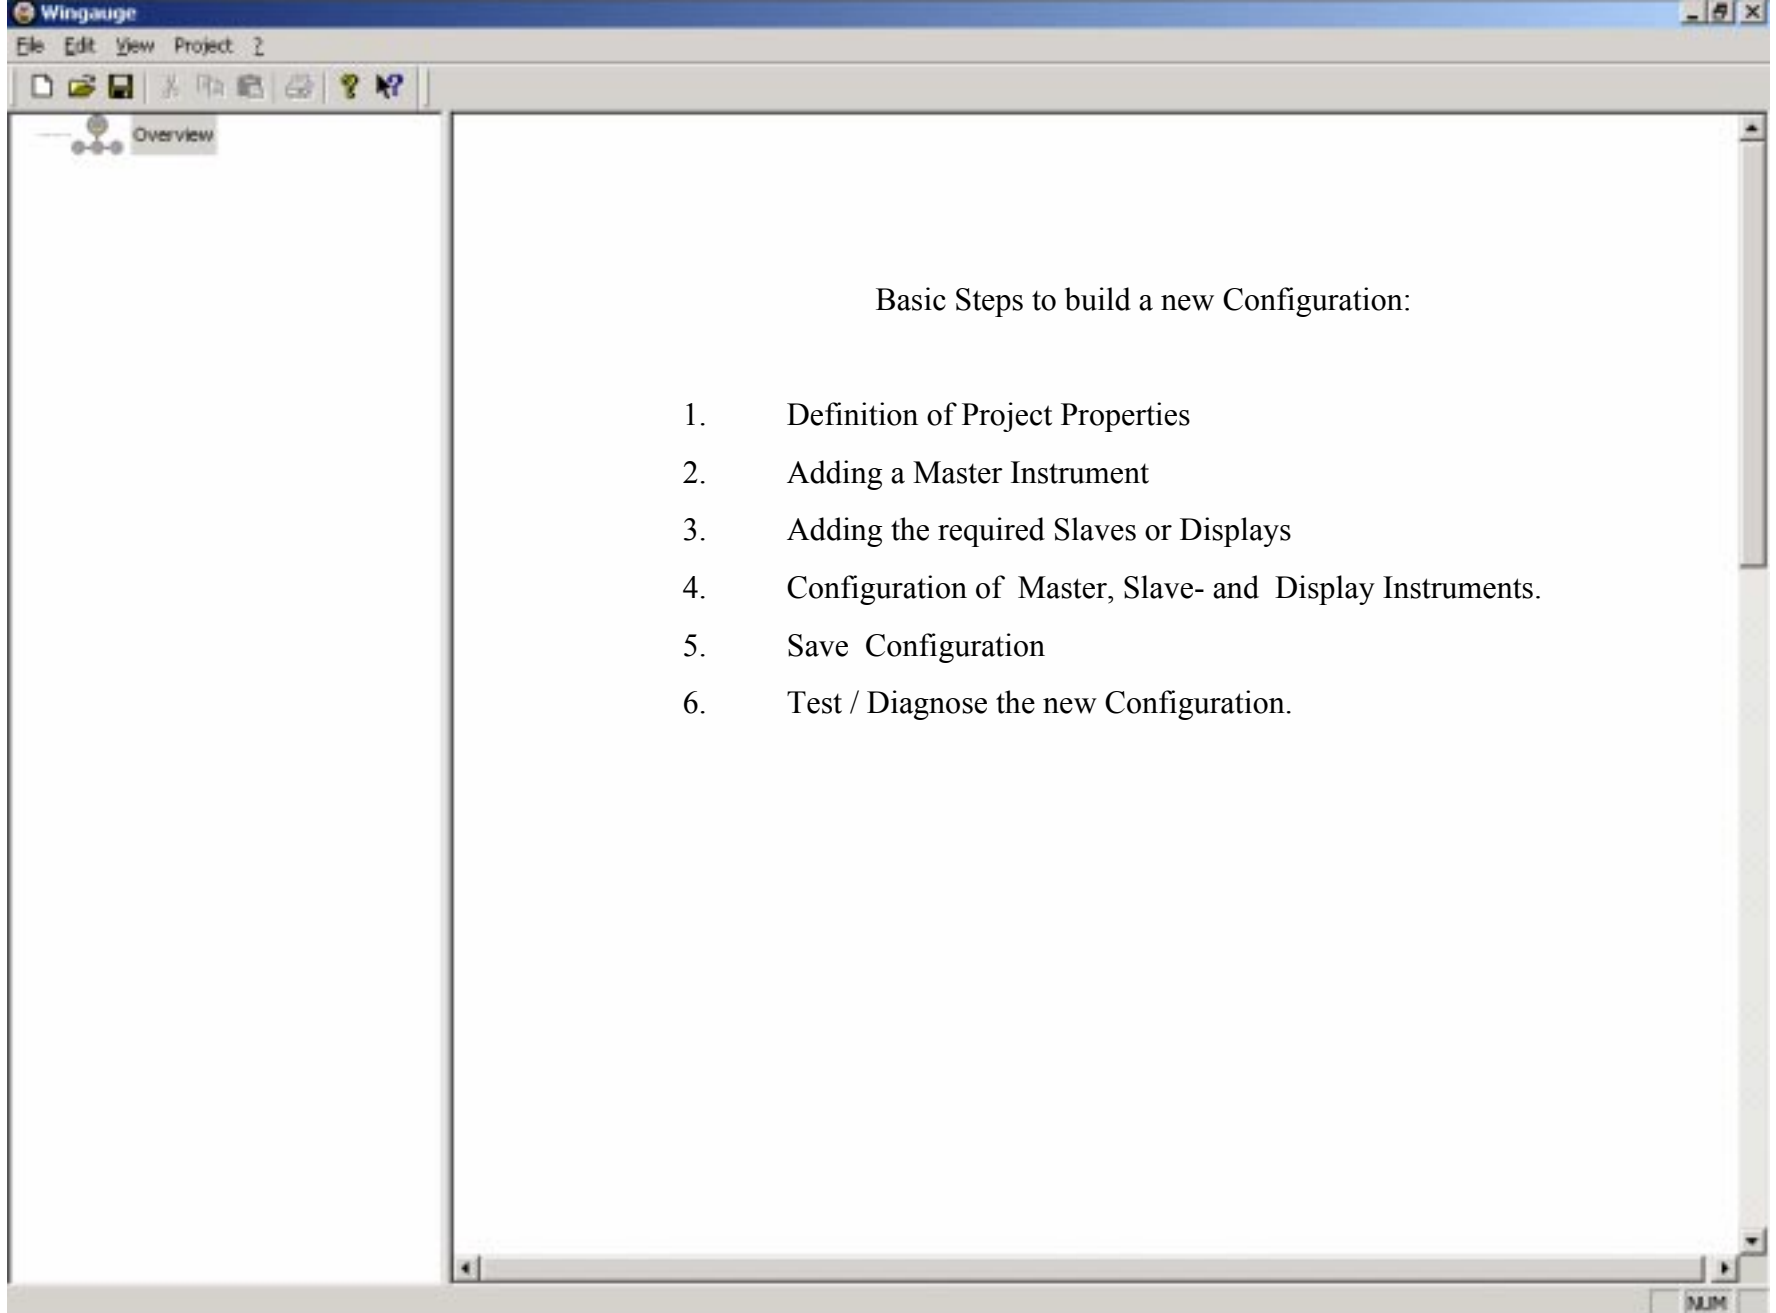 Wingauge
File Edit View Project ?
Overview
Basic Steps to build a new Configuration:
1. Definition of Project Properties
2. Adding a Master Instrument
3. Adding the required Slaves or Displays
4. Configuration of Master, Slave- and Display Instruments.
5. Save Configuration
6. Test / Diagnose the new Configuration.
NUM